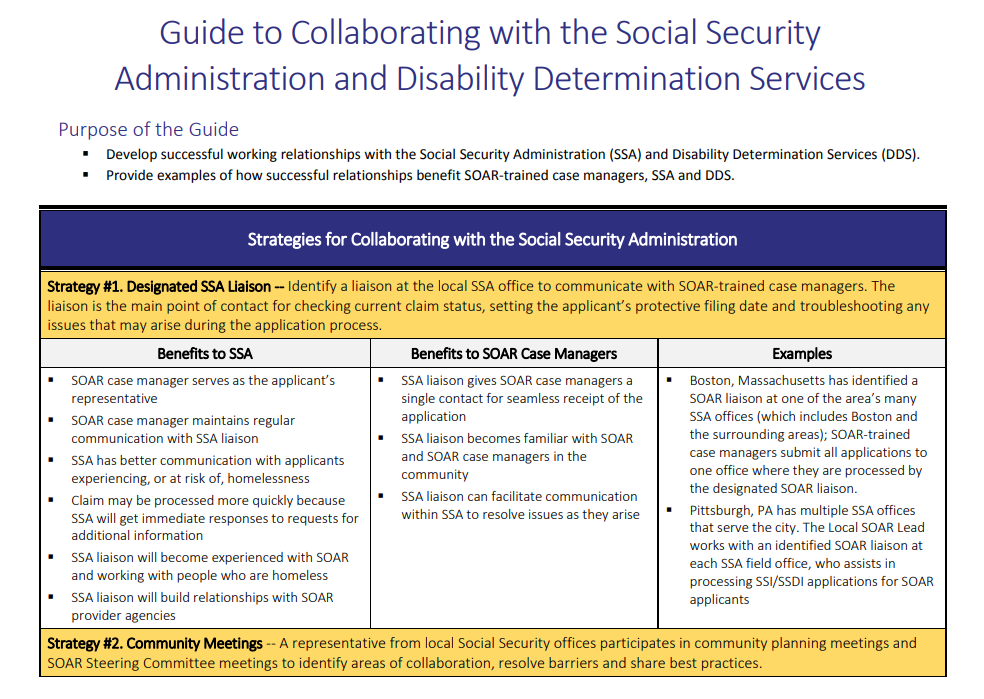 Guide to Collaborating with the Social Security
Administration and Disability Determination Services
Purpose of the Guide
▪ Develop successful working relationships with the Social Security Administration (SSA) and Disability Determination Services (DDS).
▪ Provide examples of how successful relationships benefit SOAR-trained case managers, SSA and DDS.
Strategies for Collaborating with the Social Security Administration
Strategy #1. Designated SSA Liaison -- Identify a liaison at the local SSA office to communicate with SOAR-trained case managers. The
liaison is the main point of contact for checking current claim status, setting the applicant's protective filing date and troubleshooting any
issues that may arise during the application process.
Benefits to SSA
▪ SOAR case manager serves as the applicant's
representative
▪ SOAR case manager maintains regular
communication with SSA liaison
▪ SSA has better communication with applicants
experiencing, or at risk of, homelessness
▪ Claim may be processed more quickly because
SSA will get immediate responses to requests for
additional information
▪ SSA liaison will become experienced with SOAR
and working with people who are homeless
▪ SSA liaison will build relationships with SOAR
provider agencies
Benefits to SOAR Case Managers
▪ SSA liaison gives SOAR case managers a
single contact for seamless receipt of the
application
▪ SSA liaison becomes familiar with SOAR
and SOAR case managers in the
community
▪ SSA liaison can facilitate communication
within SSA to resolve issues as they arise
Examples
▪ Boston, Massachusetts has identified a
SOAR liaison at one of the area's many
SSA offices (which includes Boston and
the surrounding areas); SOAR-trained
case managers submit all applications to
one office where they are processed by
the designated SOAR liaison.
▪ Pittsburgh, PA has multiple SSA offices
that serve the city. The Local SOAR Lead
works with an identified SOAR liaison at
each SSA field office, who assists in
processing SSI/SSDI applications for SOAR
applicants
Strategy #2. Community Meetings -- A representative from local Social Security offices participates in community planning meetings and
SOAR Steering Committee meetings to identify areas of collaboration, resolve barriers and share best practices.